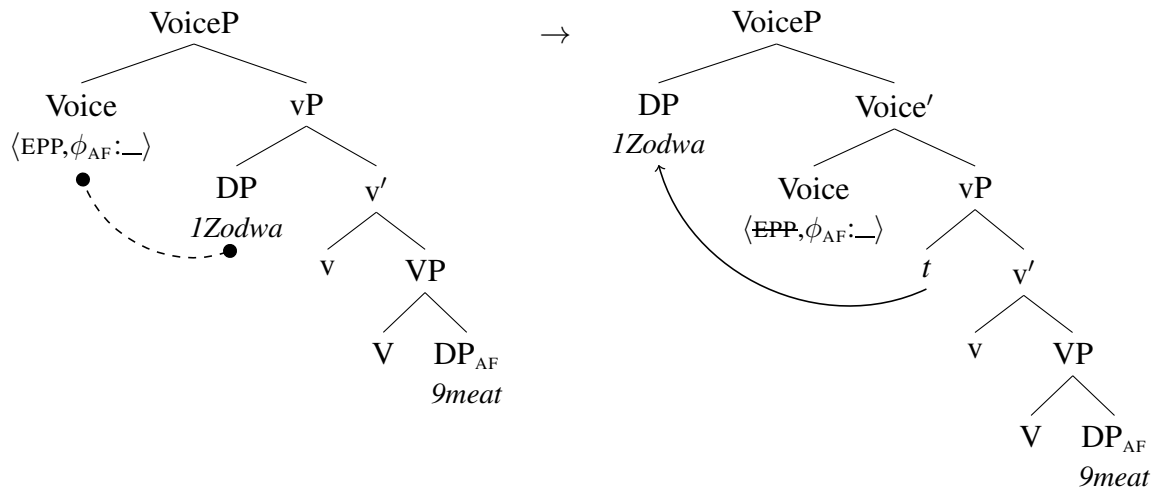 VoiceP → VoiceP
Voice vP DP Voice′
⟨EPP,ϕAF:__⟩ 1Zodwa
DP v′ Voice vP
1Zodwa ⟨EPP,ϕAF:__⟩
v VP t v′
V DPAF v VP
9meat
V DPAF
9meat